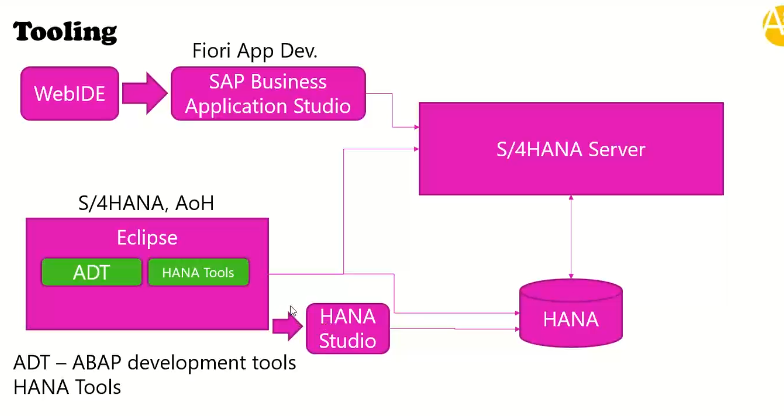 Tooling
Fiori App Dev.
WebIDE
SAP Business
Application Studio
S/4HANA Server
S/4HANA, AoH
Eclipse
ADT
HANA Tools
HANA
Studio
HANA
ADT – ABAP development tools
HANA Tools